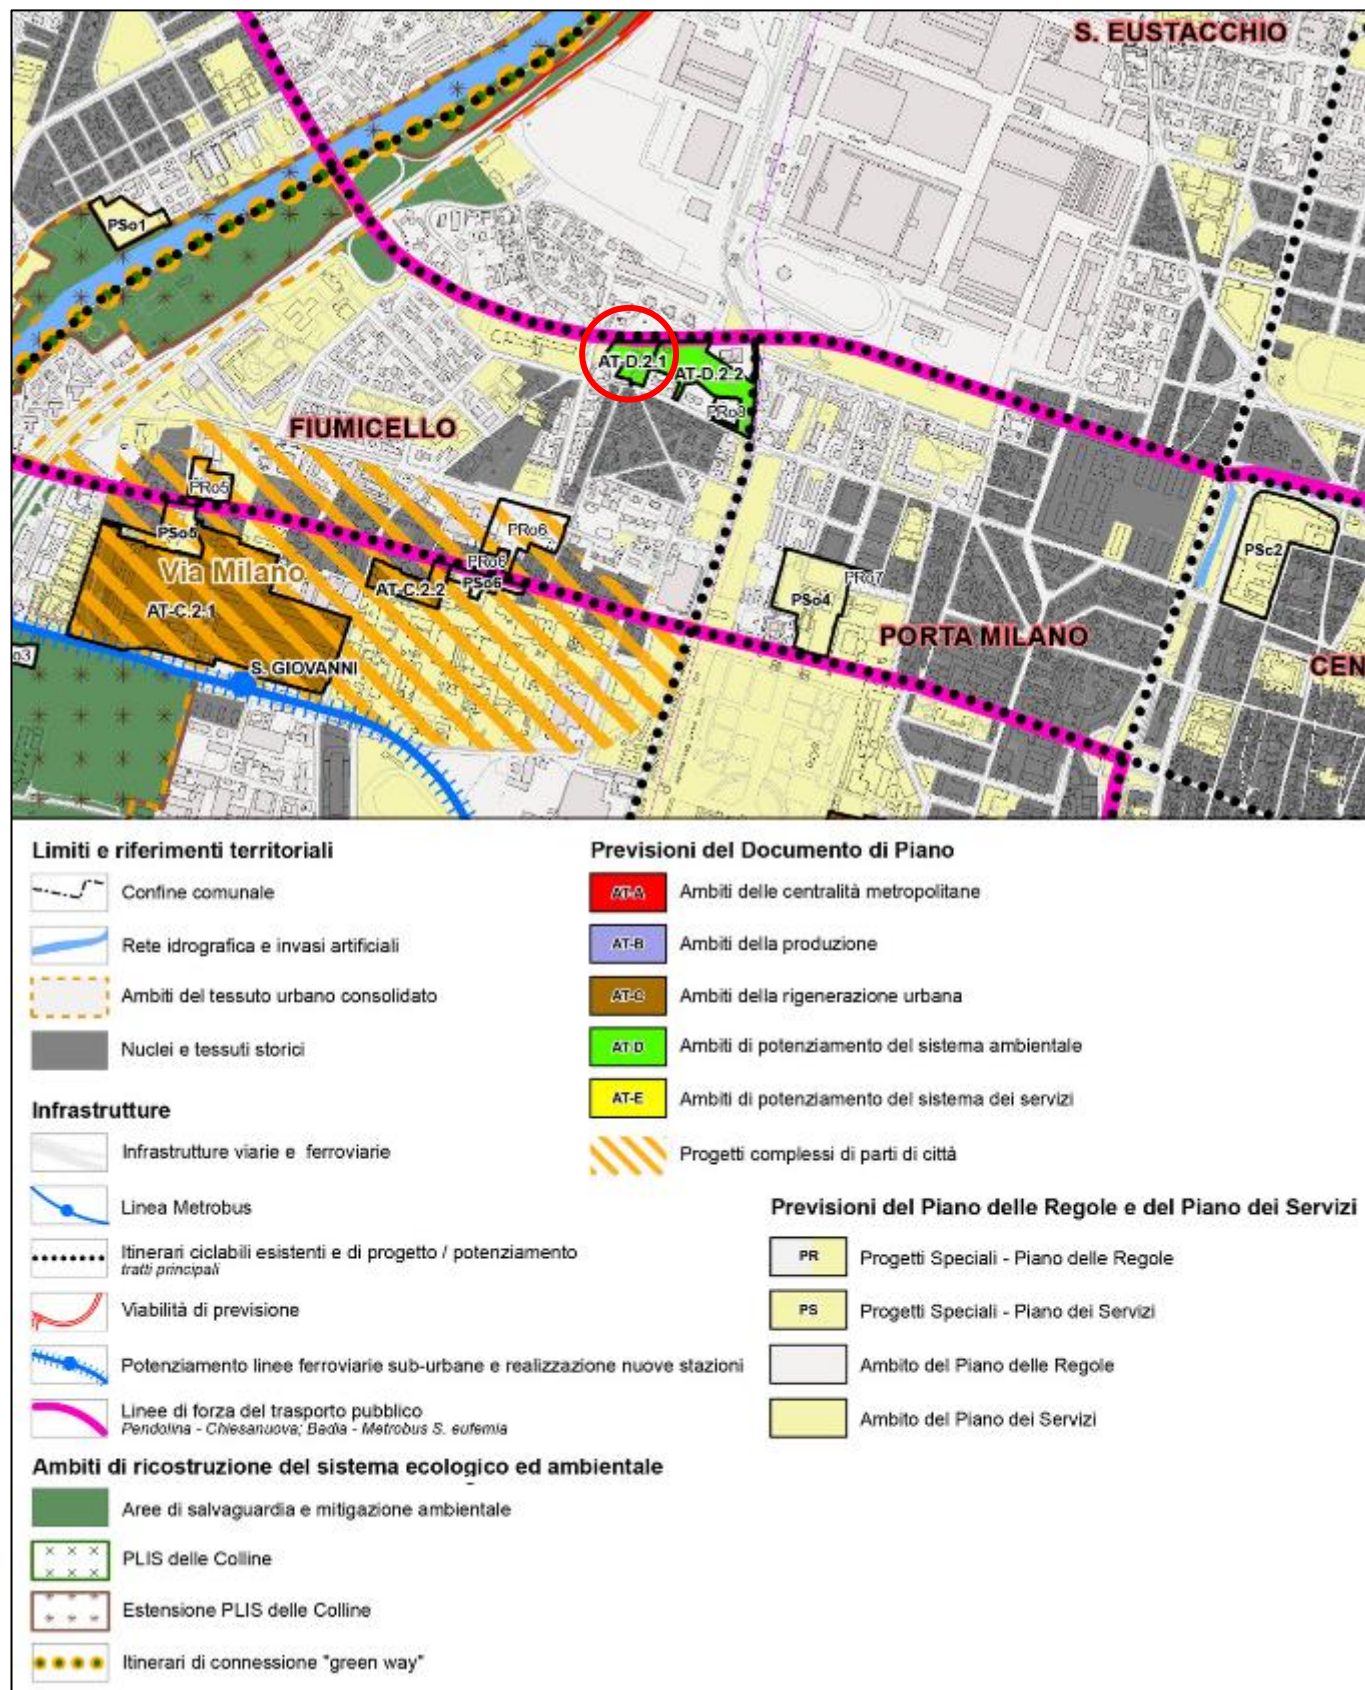 S. EUSTACCHIO
PSo1
AT-D.2.1
AT-D.2.2
PRo8
FIUMICELLO
PRo5
PSo5
PRo6
PRo6
PSo6
Via Milano
AT-C.2.2
AT-C.2.1
PSo4
PRo7
PSc2
PORTA MILANO
S. GIOVANNI
o3
CEN
Limiti e riferimenti territoriali
Confine comunale
Rete idrografica e invasi artificiali
Ambiti del tessuto urbano consolidato
Nuclei e tessuti storici
Infrastrutture
Infrastrutture viarie e ferroviarie
Linea Metrobus
Itinerari ciclabili esistenti e di progetto / potenziamento
tratti principali
Viabilità di previsione
Potenziamento linee ferroviarie sub-urbane e realizzazione nuove stazioni
Linee di forza del trasporto pubblico
Pendolina - Chiesanuova; Badia - Metrobus S. eufemia
Ambiti di ricostruzione del sistema ecologico ed ambientale
Aree di salvaguardia e mitigazione ambientale
PLIS delle Colline
Estensione PLIS delle Colline
Itinerari di connessione "green way"
Previsioni del Documento di Piano
AT-A Ambiti delle centralità metropolitane
AT-B Ambiti della produzione
AT-C Ambiti della rigenerazione urbana
AT-D Ambiti di potenziamento del sistema ambientale
AT-E Ambiti di potenziamento del sistema dei servizi
Progetti complessi di parti di città
Previsioni del Piano delle Regole e del Piano dei Servizi
PR Progetti Speciali - Piano delle Regole
PS Progetti Speciali - Piano dei Servizi
Ambito del Piano delle Regole
Ambito del Piano dei Servizi